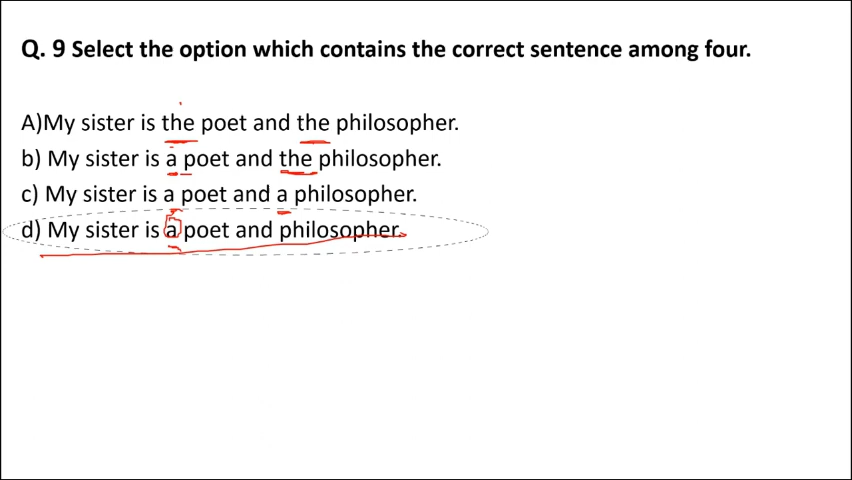 Q. 9 Select the option which contains the correct sentence among four.
A)My sister is the poet and the philosopher.
b) My sister is a poet and the philosopher.
c) My sister is a poet and a philosopher.
d) My sister is a poet and philosopher.